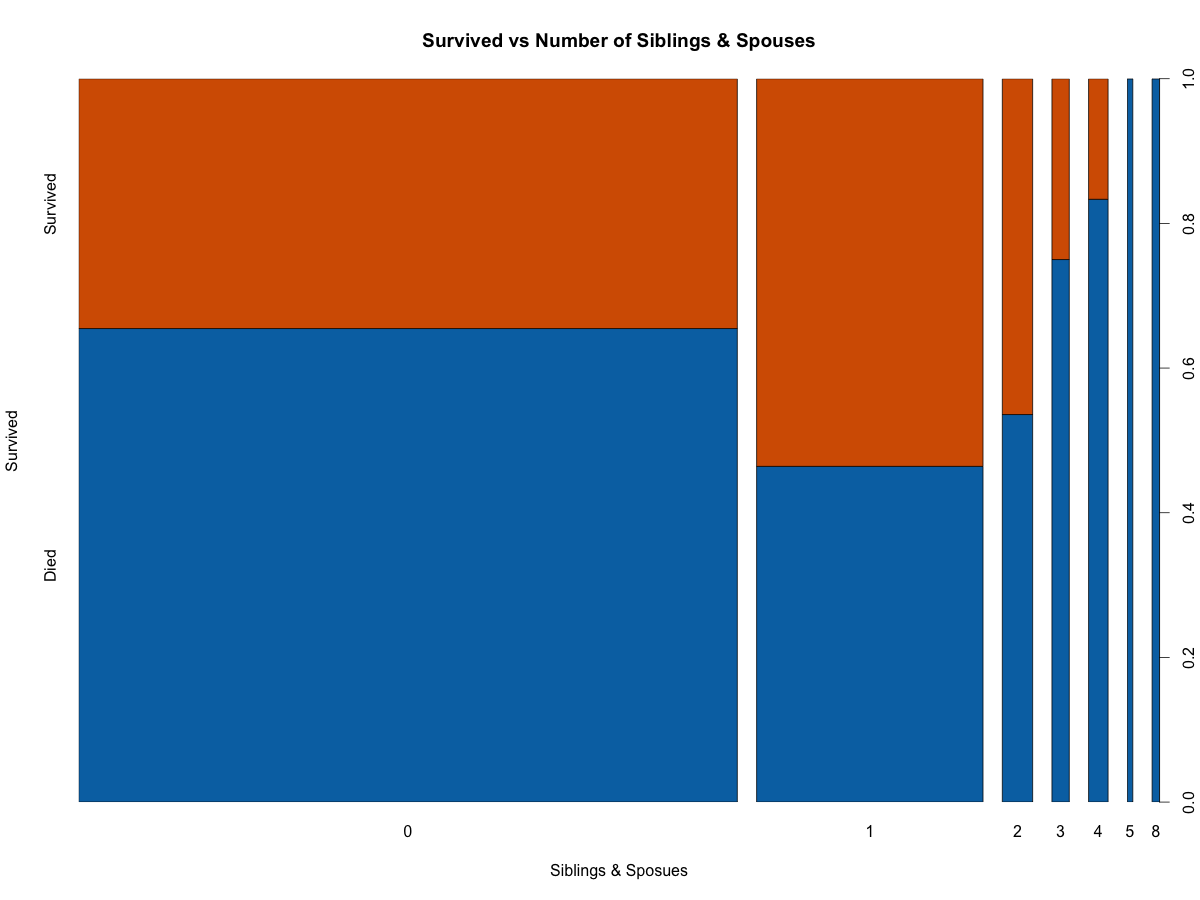 Survived vs Number of Siblings & Spouses
Survived
Survived
Died
1.0
0.8
0.6
0.4
0.2
0.0
0 1 2 3 4 5 8
Siblings & Sposues